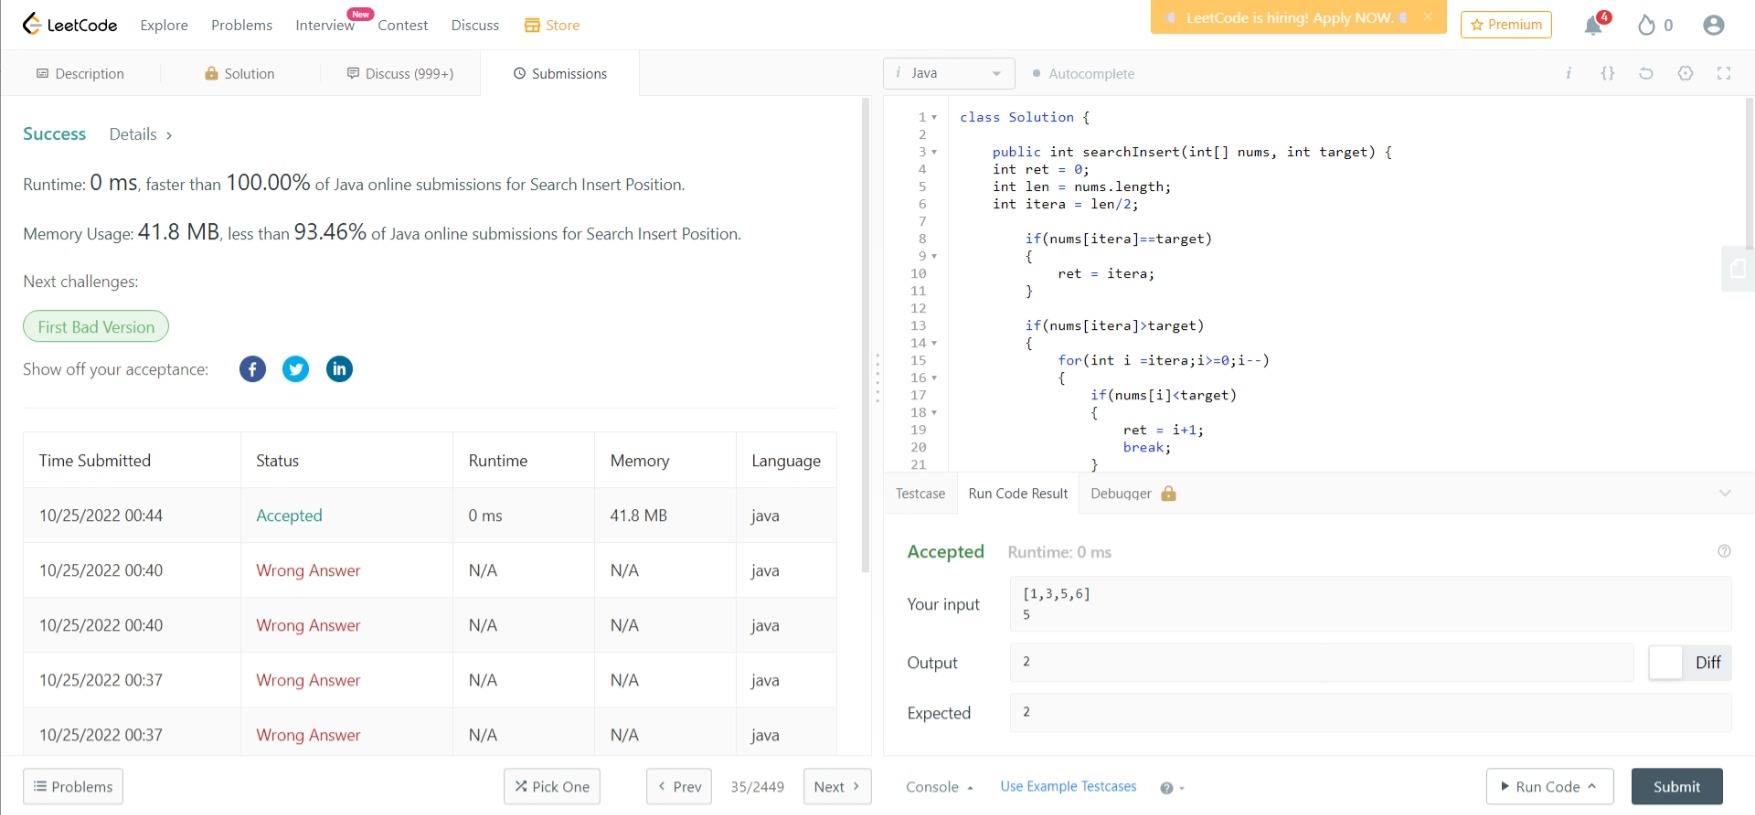 LeetCode Explore Problems Interview New Contest Discuss Store LeetCode is hiring! Apply NOW. × Premium 4 0
Description Solution Discuss (999+) Submissions
Success Details >
Runtime: 0 ms, faster than 100.00% of Java online submissions for Search Insert Position.
Memory Usage: 41.8 MB, less than 93.46% of Java online submissions for Search Insert Position.
Next challenges:
First Bad Version
Show off your acceptance: f in
Time Submitted Status Runtime Memory Language
10/25/2022 00:44 Accepted 0 ms 41.8 MB java
10/25/2022 00:40 Wrong Answer N/A N/A java
10/25/2022 00:40 Wrong Answer N/A N/A java
10/25/2022 00:37 Wrong Answer N/A N/A java
10/25/2022 00:37 Wrong Answer N/A N/A java
Problems Pick One < Prev 35/2449 Next >
i Java Autocomplete i {}
1 class Solution {
2
3 public int searchInsert(int[] nums, int target) {
4 int ret = 0;
5 int len = nums.length;
6 int itera = len/2;
7
8 if(nums[itera]==target)
9 {
10 ret = itera;
11 }
12
13 if(nums[itera]>target)
14 {
15 for(int i =itera;i>=0;i--)
16 {
17 if(nums[i]<target)
18 {
19 ret = i+1;
20 break;
21 }
Testcase Run Code Result Debugger
Accepted Runtime: 0 ms ?
Your input [1,3,5,6]
5
Output 2 Diff
Expected 2
Console Use Example Testcases ? Run Code Submit